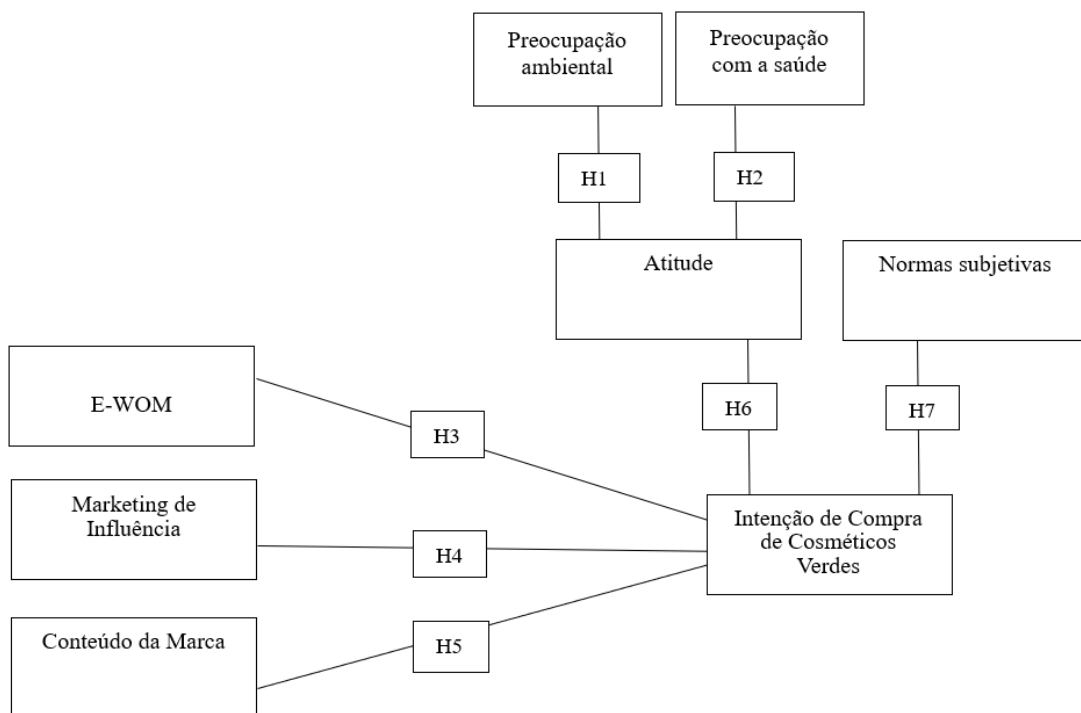 Preocupação
ambiental
Preocupação
com a saúde
H1
H2
Atitude
Normas subjetivas
E-WOM
H3
H6
H7
Marketing de
Influência
H4
Intenção de Compra
de Cosméticos
Verdes
Conteúdo da Marca
H5